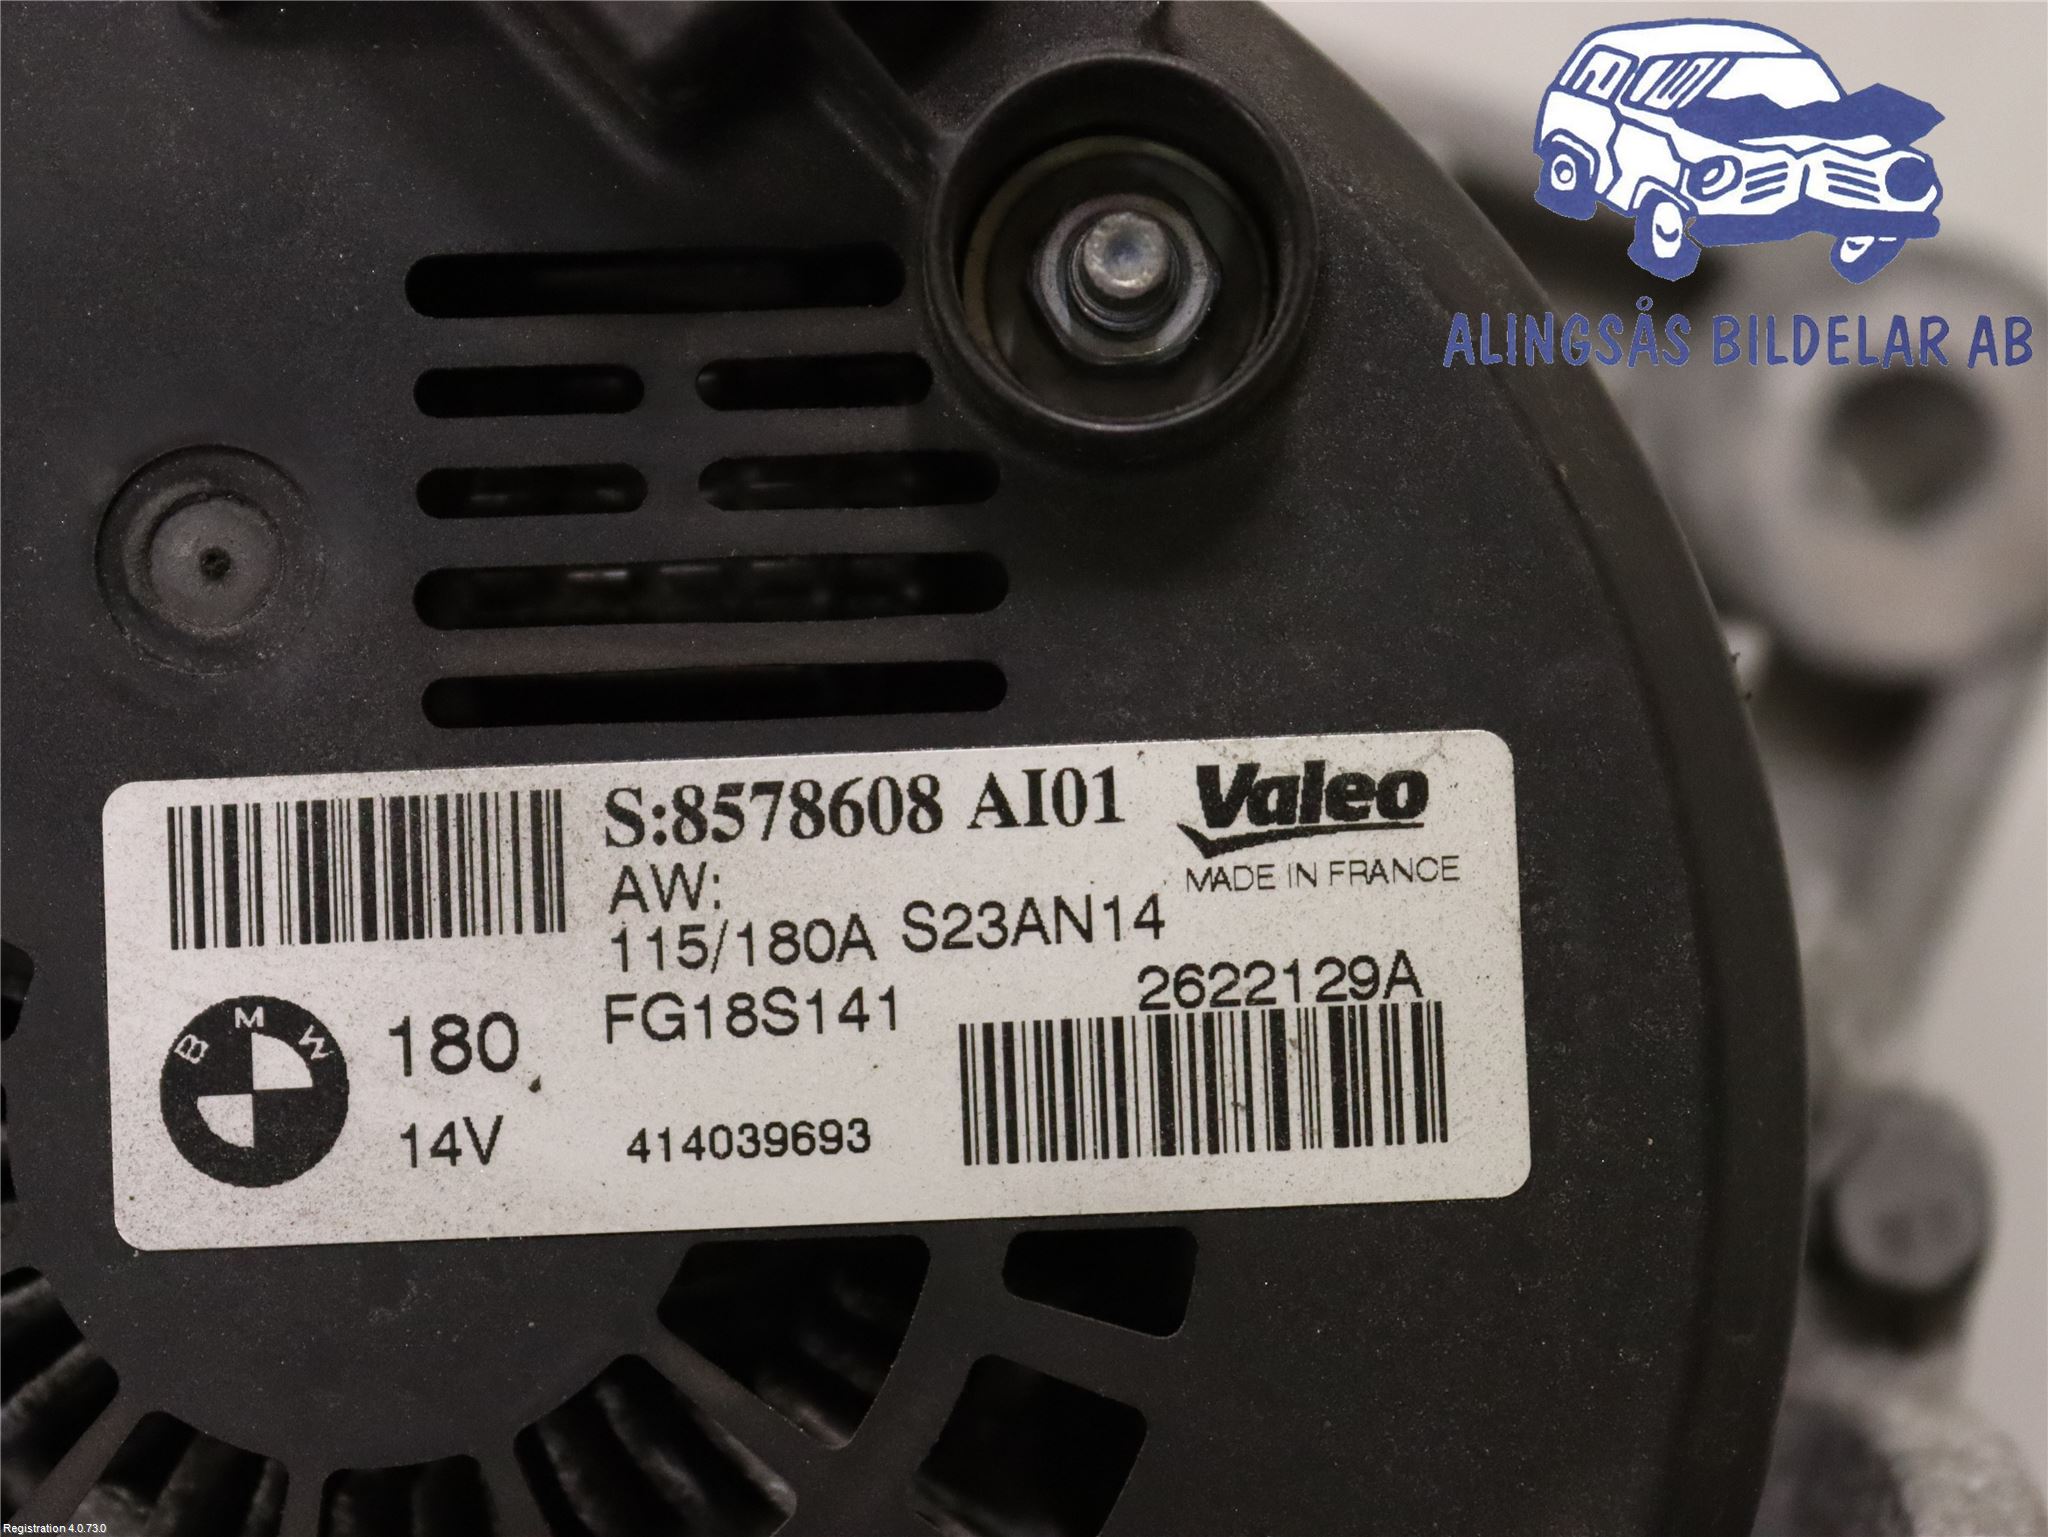 ALINGSÅS BILDELAR AB
S:8578608 AI01
Valeo
MADE IN FRANCE
AW:
115/180A S23AN14
2622129A
FG18S141
BMW
180
14V
414039693
Registration 4.0.73.0